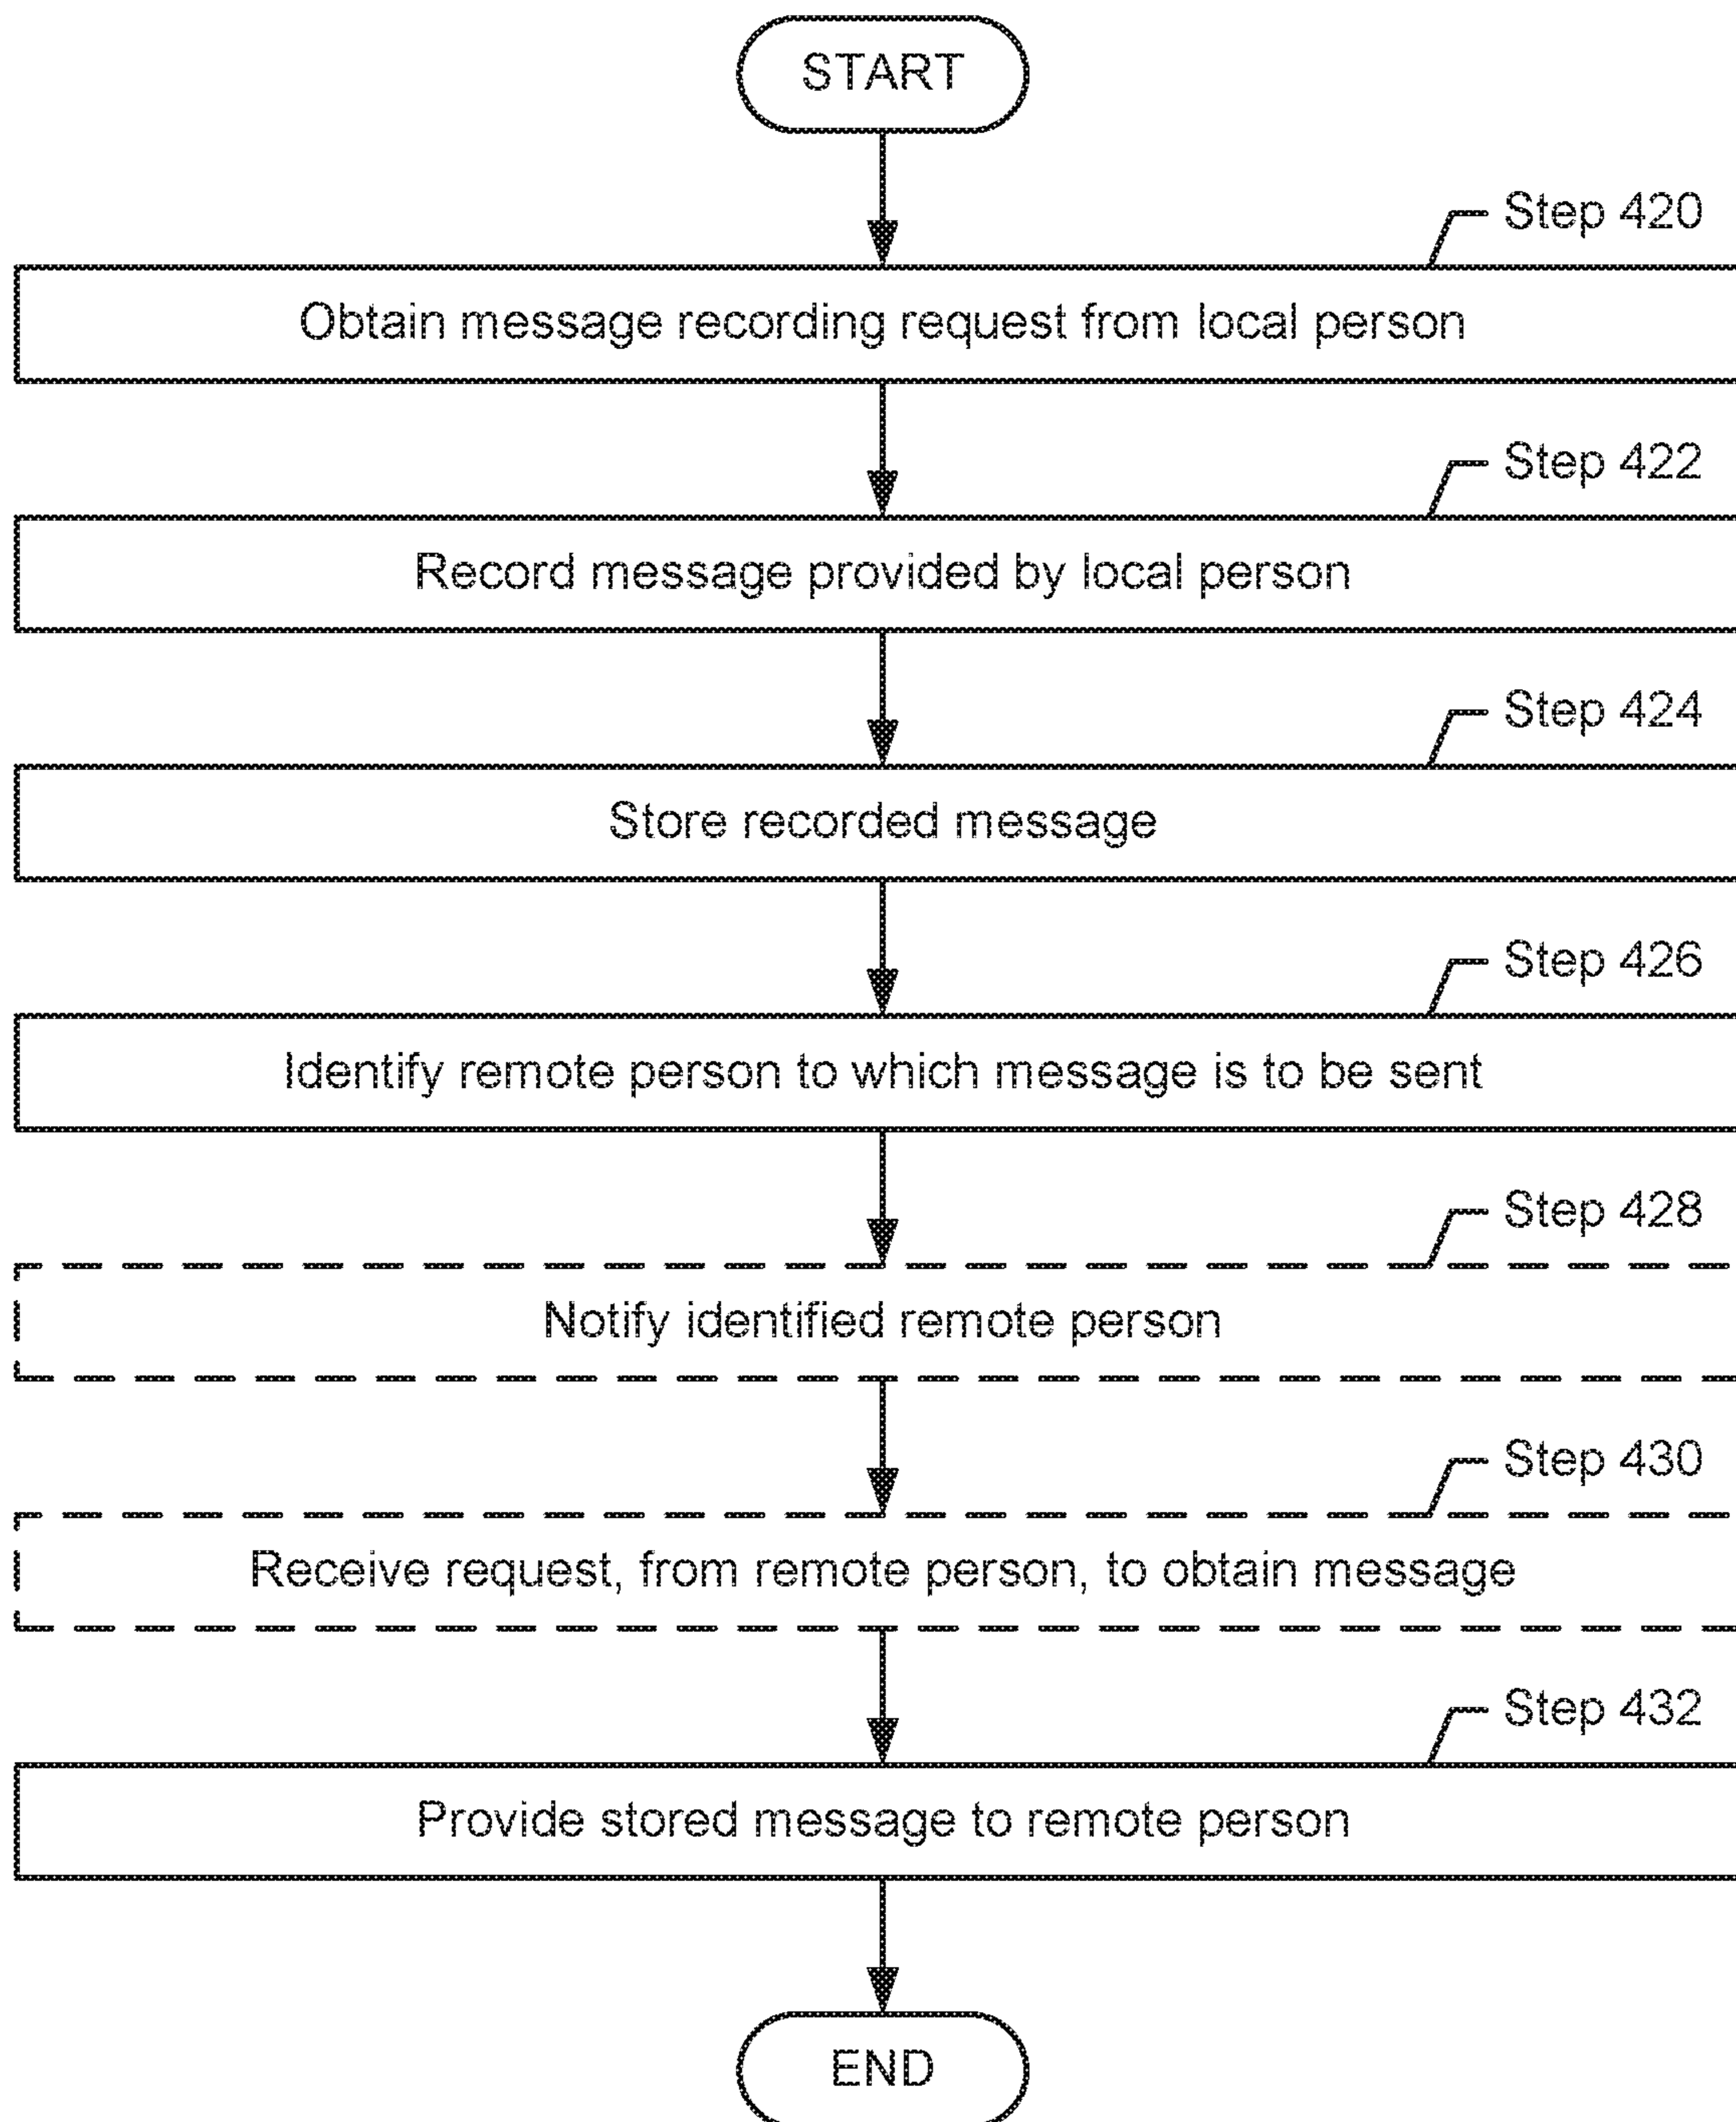 START
Step 420
Obtain message recording request from local person
Step 422
Record message provided by local person
Step 424
Store recorded message
Step 426
Identify remote person to which message is to be sent
Step 428
Notify identified remote person
Step 430
Receive request, from remote person, to obtain message
Step 432
Provide stored message to remote person
END